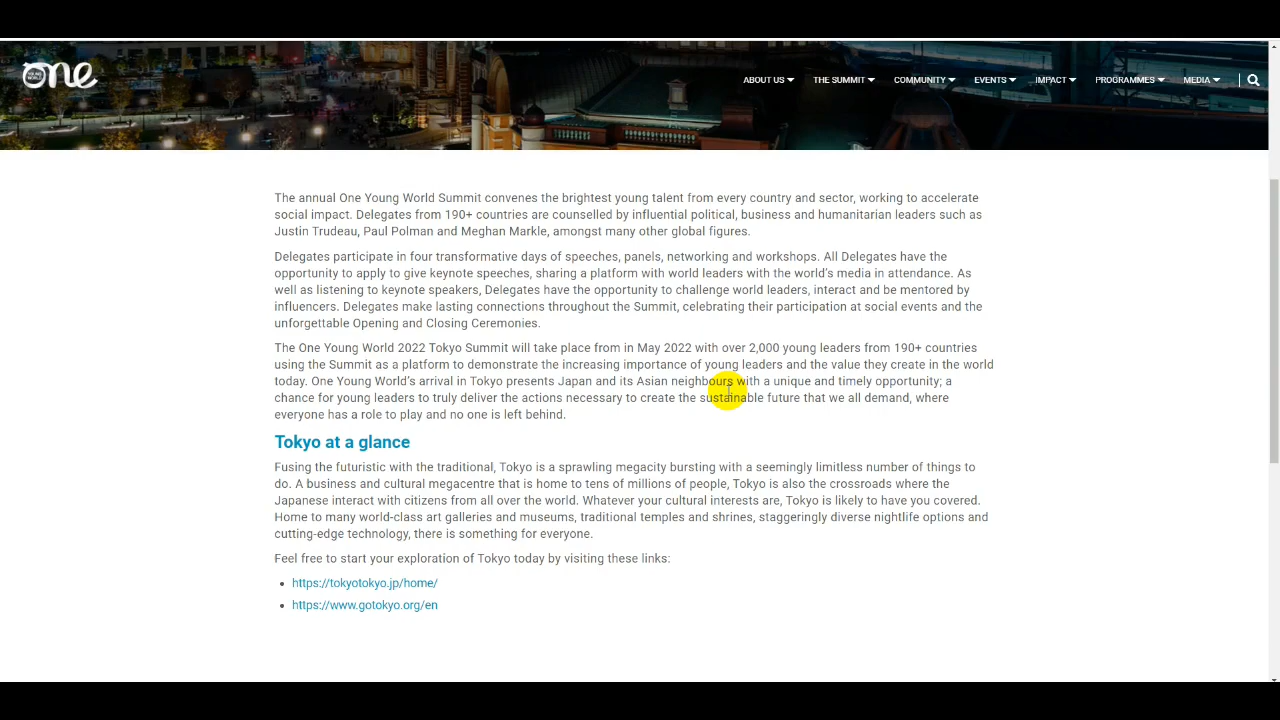 YOUNG WORLD
one
ABOUT US
THE SUMMIT
COMMUNITY
EVENTS
IMPACT
PROGRAMMES
MEDIA
The annual One Young World Summit convenes the brightest young talent from every country and sector, working to accelerate
social impact. Delegates from 190+ countries are counselled by influential political, business and humanitarian leaders such as
Justin Trudeau, Paul Polman and Meghan Markle, amongst many other global figures.
Delegates participate in four transformative days of speeches, panels, networking and workshops. All Delegates have the
opportunity to apply to give keynote speeches, sharing a platform with world leaders with the world's media in attendance. As
well as listening to keynote speakers, Delegates have the opportunity to challenge world leaders, interact and be mentored by
influencers. Delegates make lasting connections throughout the Summit, celebrating their participation at social events and the
unforgettable Opening and Closing Ceremonies.
The One Young World 2022 Tokyo Summit will take place from in May 2022 with over 2,000 young leaders from 190+ countries
using the Summit as a platform to demonstrate the increasing importance of young leaders and the value they create in the world
today. One Young World's arrival in Tokyo presents Japan and its Asian neighbours with a unique and timely opportunity; a
chance for young leaders to truly deliver the actions necessary to create the sustainable future that we all demand, where
everyone has a role to play and no one is left behind.
Tokyo at a glance
Fusing the futuristic with the traditional, Tokyo is a sprawling megacity bursting with a seemingly limitless number of things to
do. A business and cultural megacentre that is home to tens of millions of people, Tokyo is also the crossroads where the
Japanese interact with citizens from all over the world. Whatever your cultural interests are, Tokyo is likely to have you covered.
Home to many world-class art galleries and museums, traditional temples and shrines, staggeringly diverse nightlife options and
cutting-edge technology, there is something for everyone.
Feel free to start your exploration of Tokyo today by visiting these links:
• https://tokyotokyo.jp/home/
• https://www.gotokyo.org/en